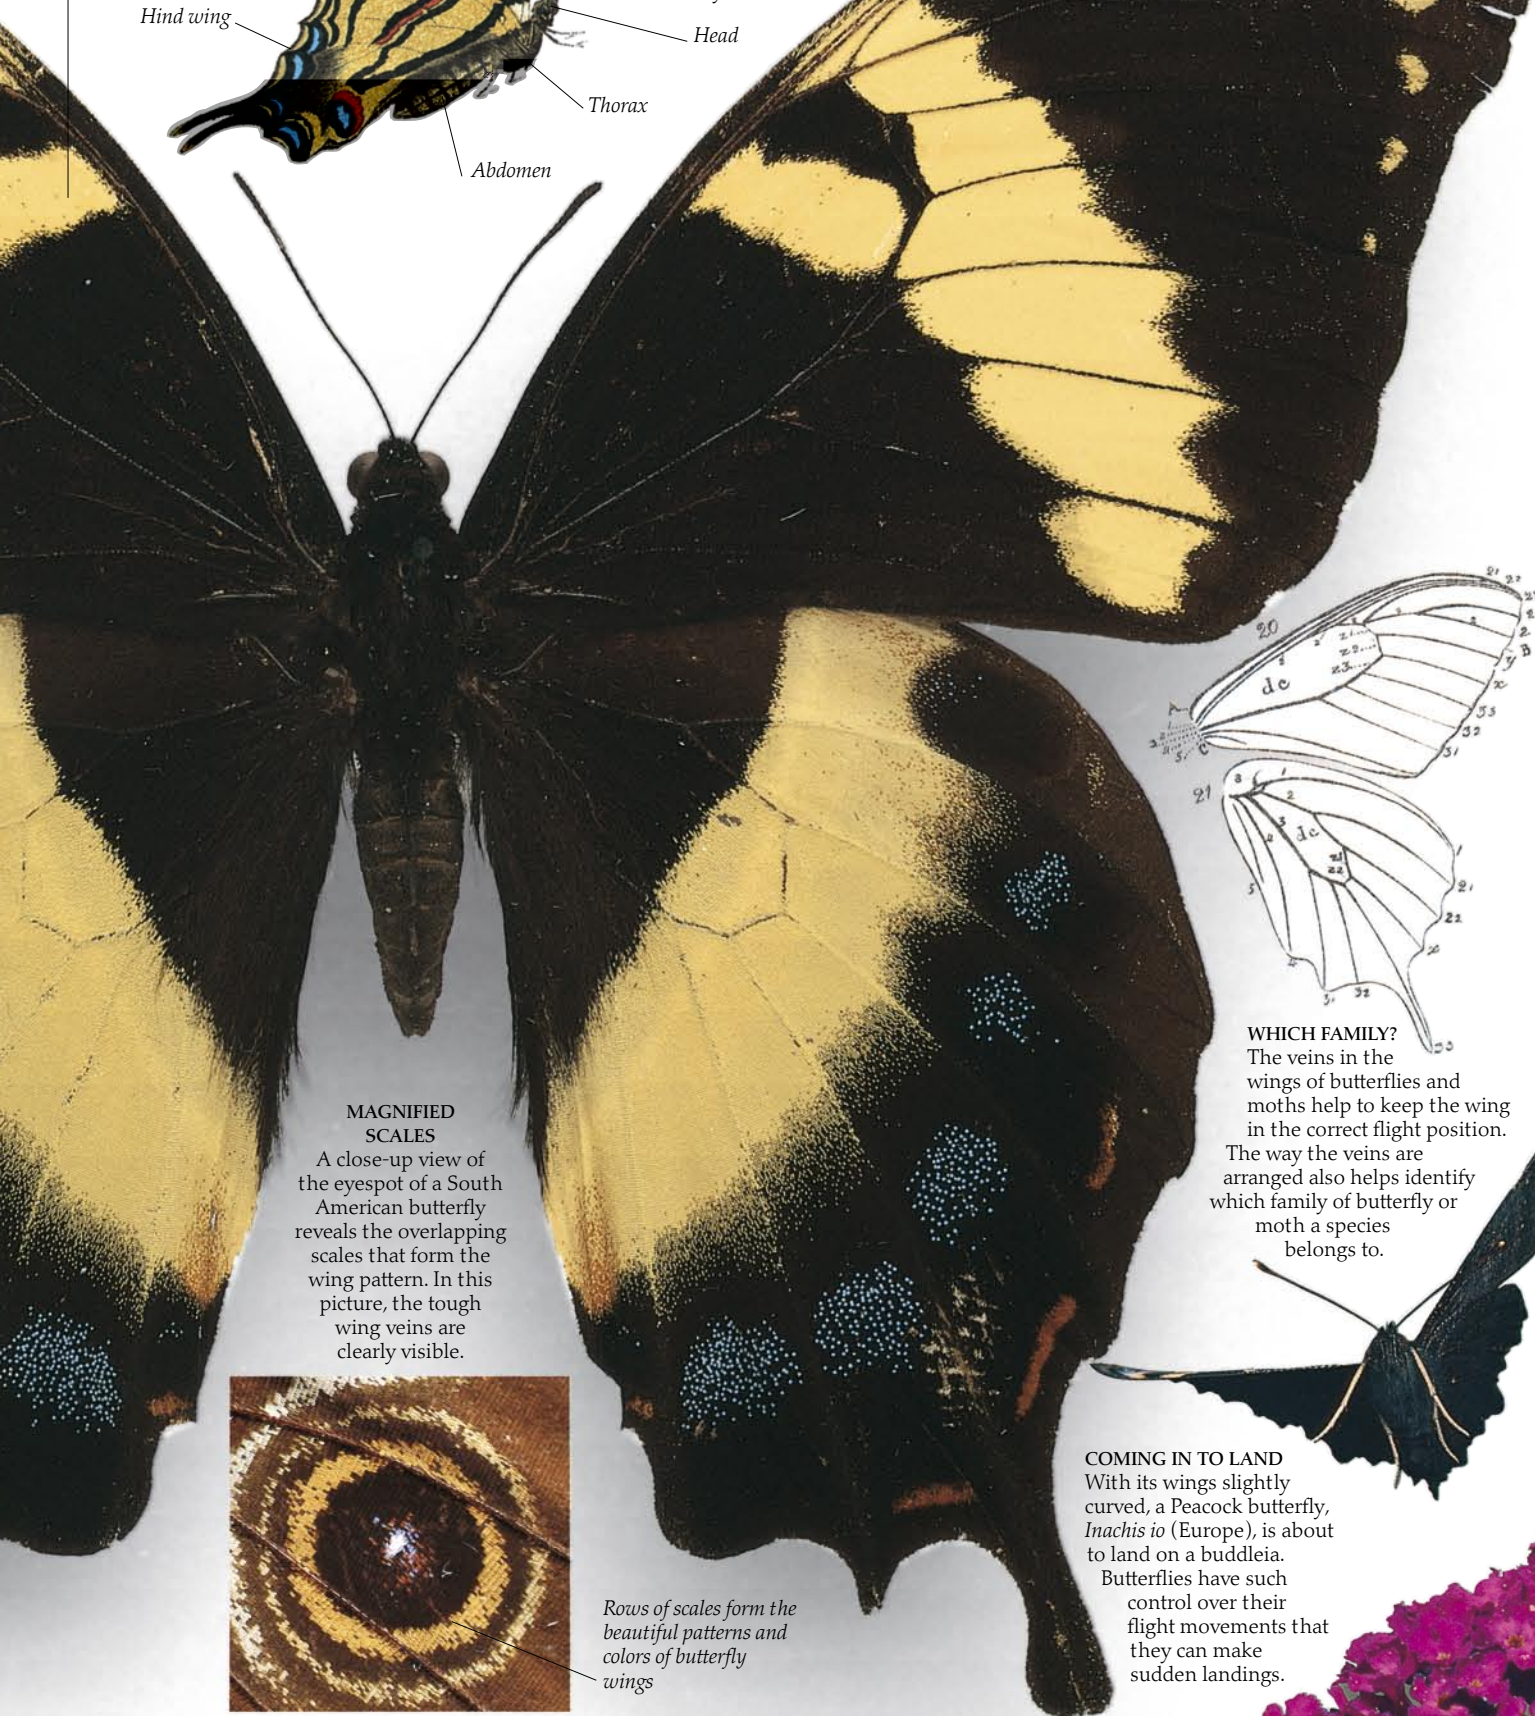 Hind wing
Head
Thorax
Abdomen
20
dc
21
dc
WHICH FAMILY?
The veins in the
wings of butterflies and
moths help to keep the wing
in the correct flight position.
The way the veins are
arranged also helps identify
which family of butterfly or
moth a species
belongs to.
MAGNIFIED
SCALES
A close-up view of
the eyespot of a South
American butterfly
reveals the overlapping
scales that form the
wing pattern. In this
picture, the tough
wing veins are
clearly visible.
COMING IN TO LAND
With its wings slightly
curved, a Peacock butterfly,
Inachis io (Europe), is about
to land on a buddleia.
Butterflies have such
control over their
flight movements that
they can make
sudden landings.
Rows of scales form the
beautiful patterns and
colors of butterfly
wings